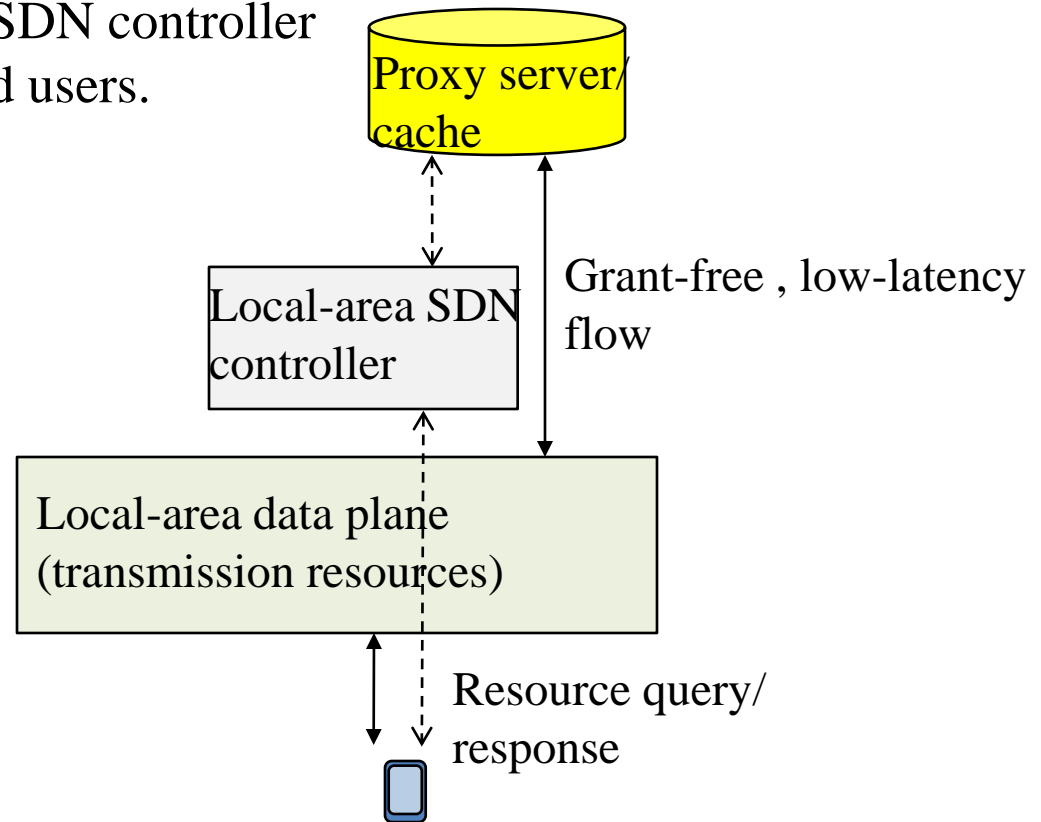 SDN controller
d users.
Proxy server/
cache
Grant-free , low-latency
flow
Local-area SDN
controller
Local-area data plane
(transmission resources)
Resource query/
response